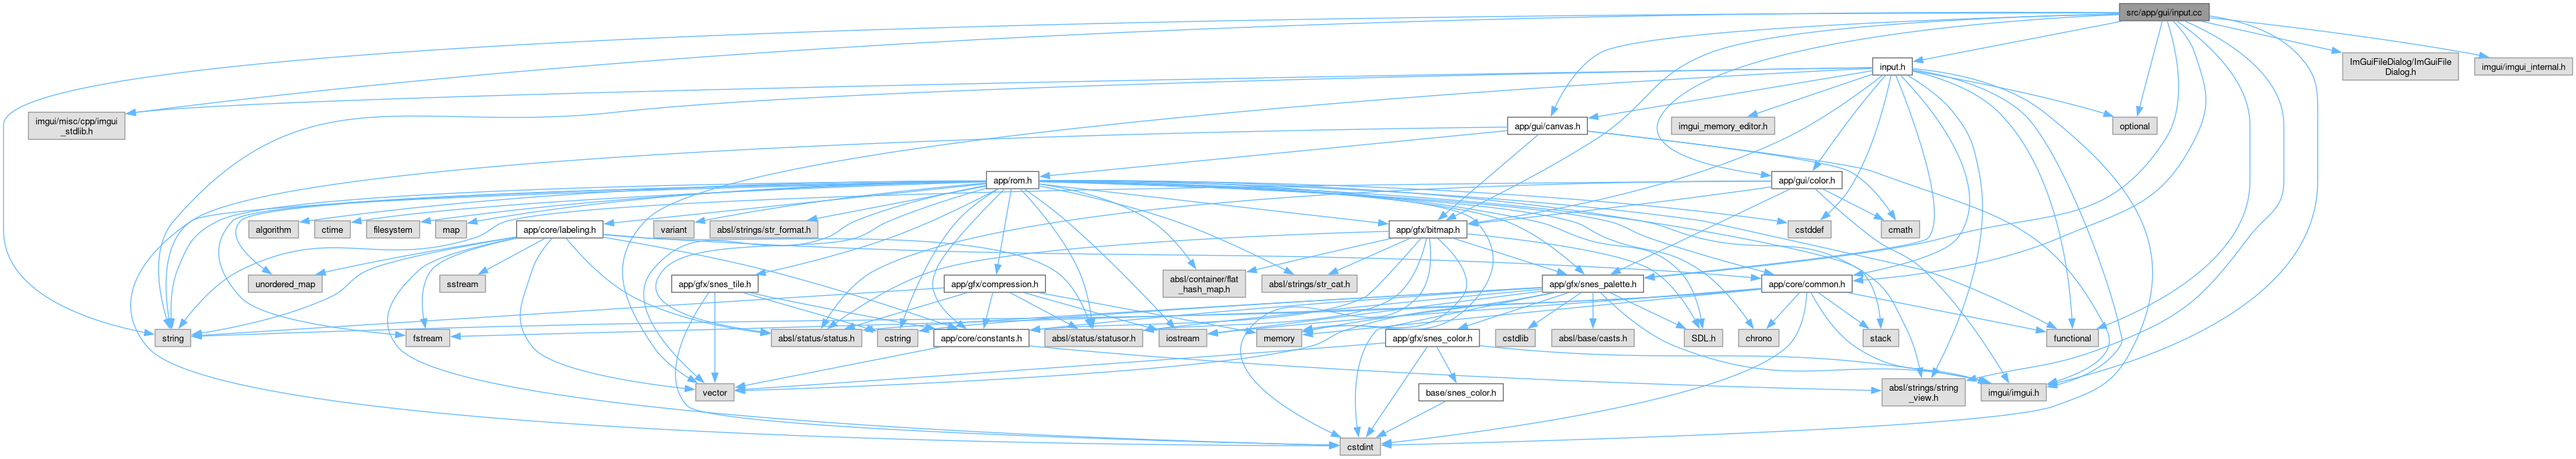 src/app/gui/input.cc
input.h
ImGuiFileDialog/ImGuiFile
Dialog.h
imgui/imgui_internal.h
imgui/misc/cpp/imgui
_stdlib.h
app/gui/canvas.h
imgui_memory_editor.h
optional
app/rom.h
app/gui/color.h
algorithm
ctime
filesystem
map
app/core/labeling.h
variant
absl/strings/str_format.h
app/gfx/bitmap.h
cstddef
cmath
unordered_map
sstream
app/gfx/snes_tile.h
app/gfx/compression.h
absl/container/flat
_hash_map.h
absl/strings/str_cat.h
app/gfx/snes_palette.h
app/core/common.h
string
fstream
absl/status/status.h
cstring
app/core/constants.h
absl/status/statusor.h
iostream
memory
app/gfx/snes_color.h
cstdlib
absl/base/casts.h
SDL.h
chrono
stack
functional
vector
base/snes_color.h
absl/strings/string
_view.h
imgui/imgui.h
cstdint